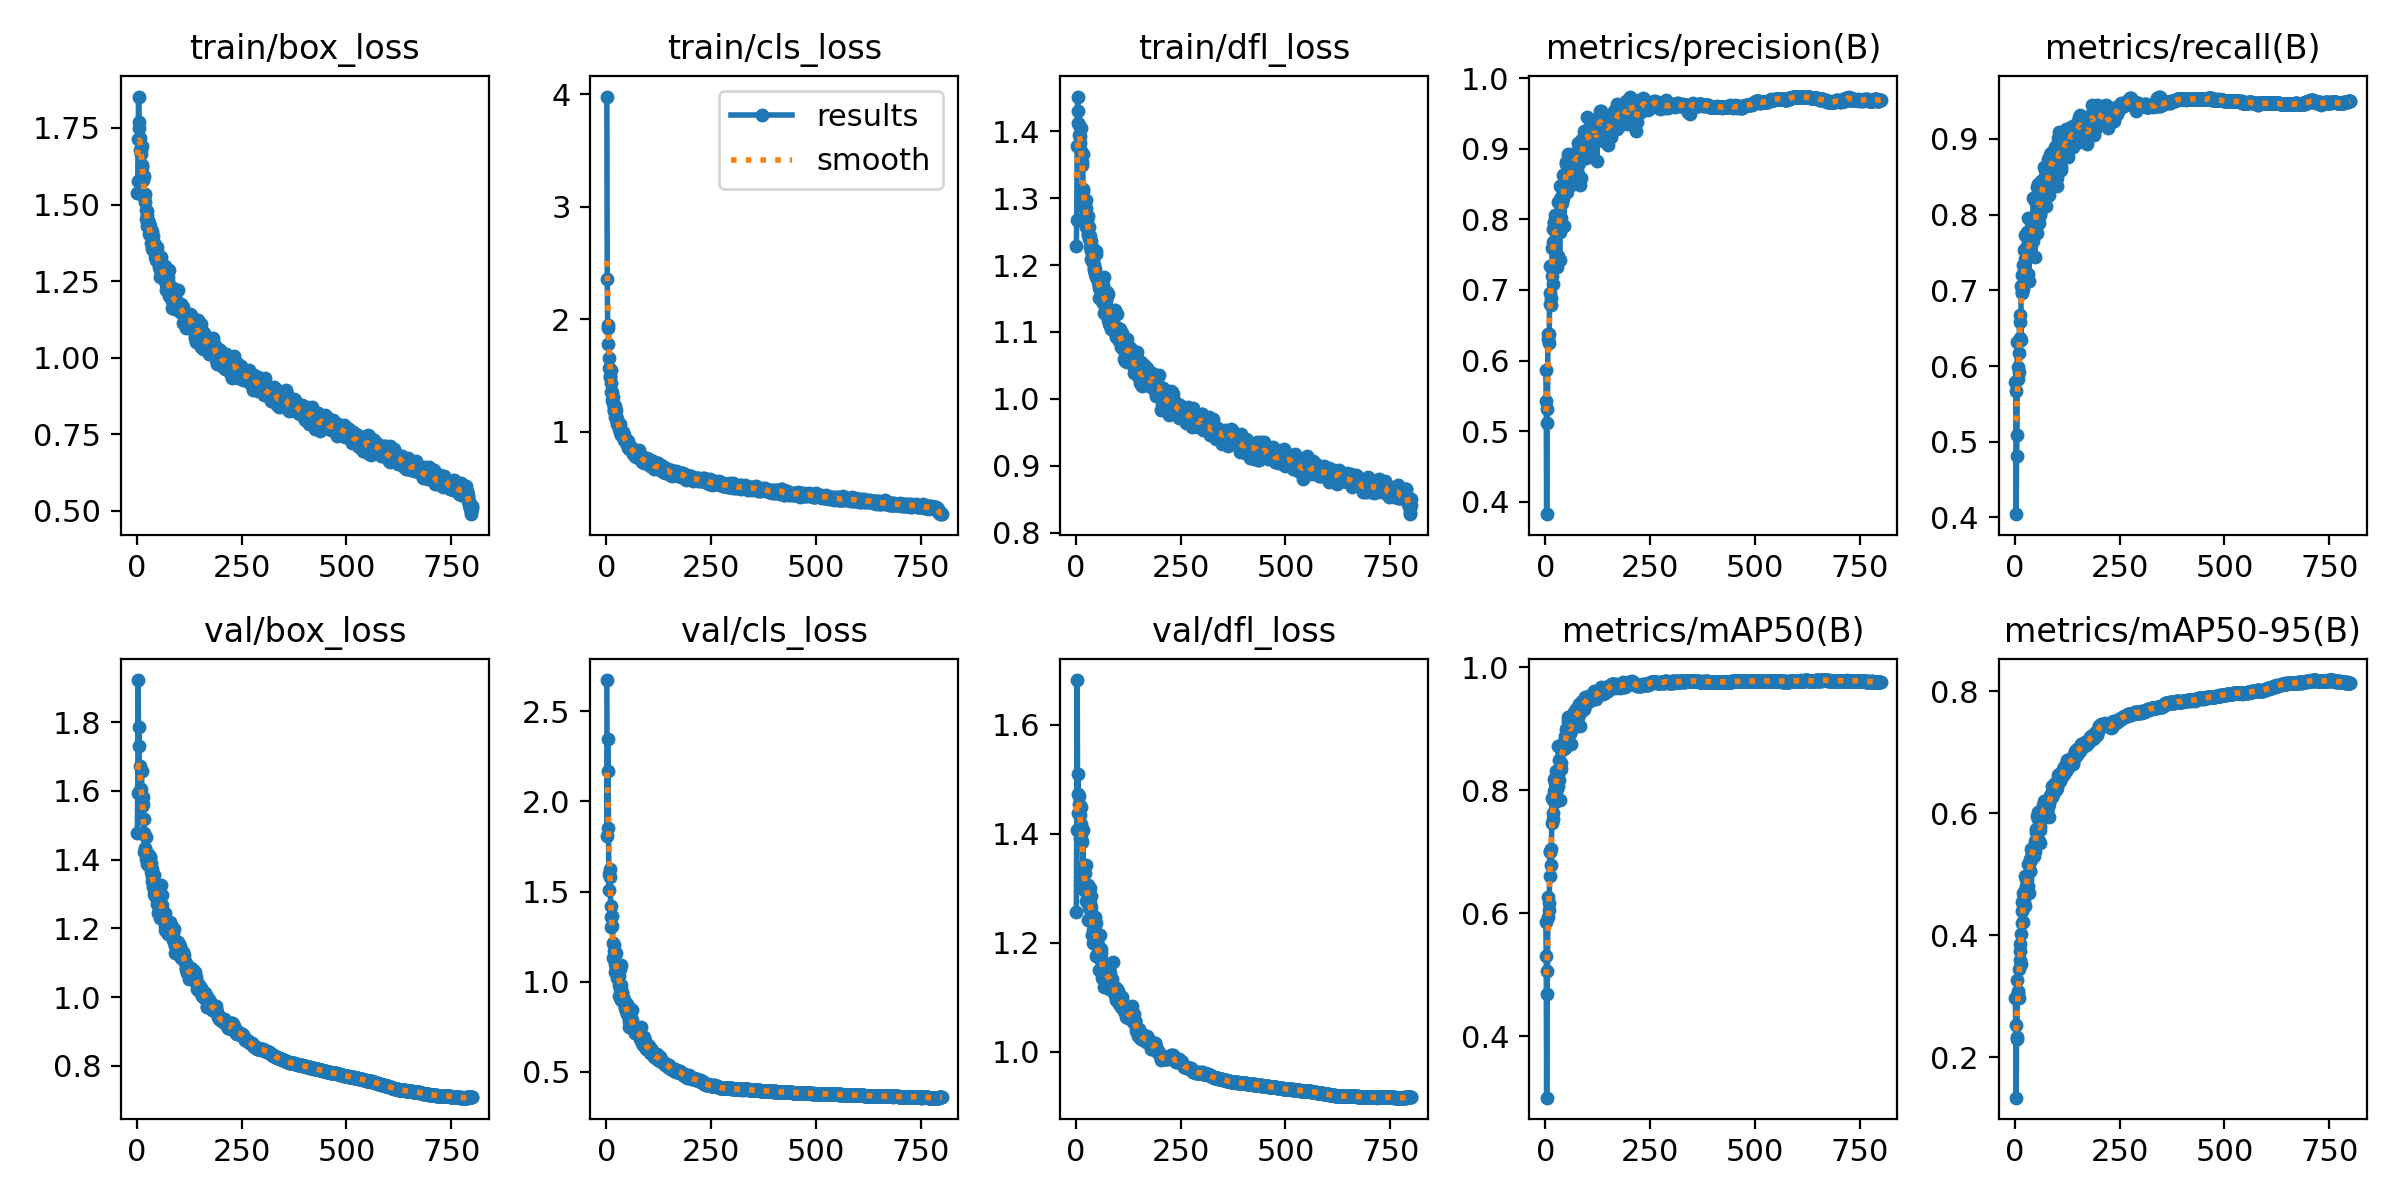 train/box_loss
1.75
1.50
1.25
1.00
0.75
0.50
0 250 500 750
train/cls_loss
4
3
2
1
results
smooth
0 250 500 750
train/dfl_loss
1.4
1.3
1.2
1.1
1.0
0.9
0.8
0 250 500 750
metrics/precision(B)
1.0
0.9
0.8
0.7
0.6
0.5
0.4
0 250 500 750
metrics/recall(B)
0.9
0.8
0.7
0.6
0.5
0.4
0 250 500 750
val/box_loss
1.8
1.6
1.4
1.2
1.0
0.8
0 250 500 750
val/cls_loss
2.5
2.0
1.5
1.0
0.5
0 250 500 750
val/dfl_loss
1.6
1.4
1.2
1.0
0 250 500 750
metrics/mAP50(B)
1.0
0.8
0.6
0.4
0 250 500 750
metrics/mAP50-95(B)
0.8
0.6
0.4
0.2
0 250 500 750